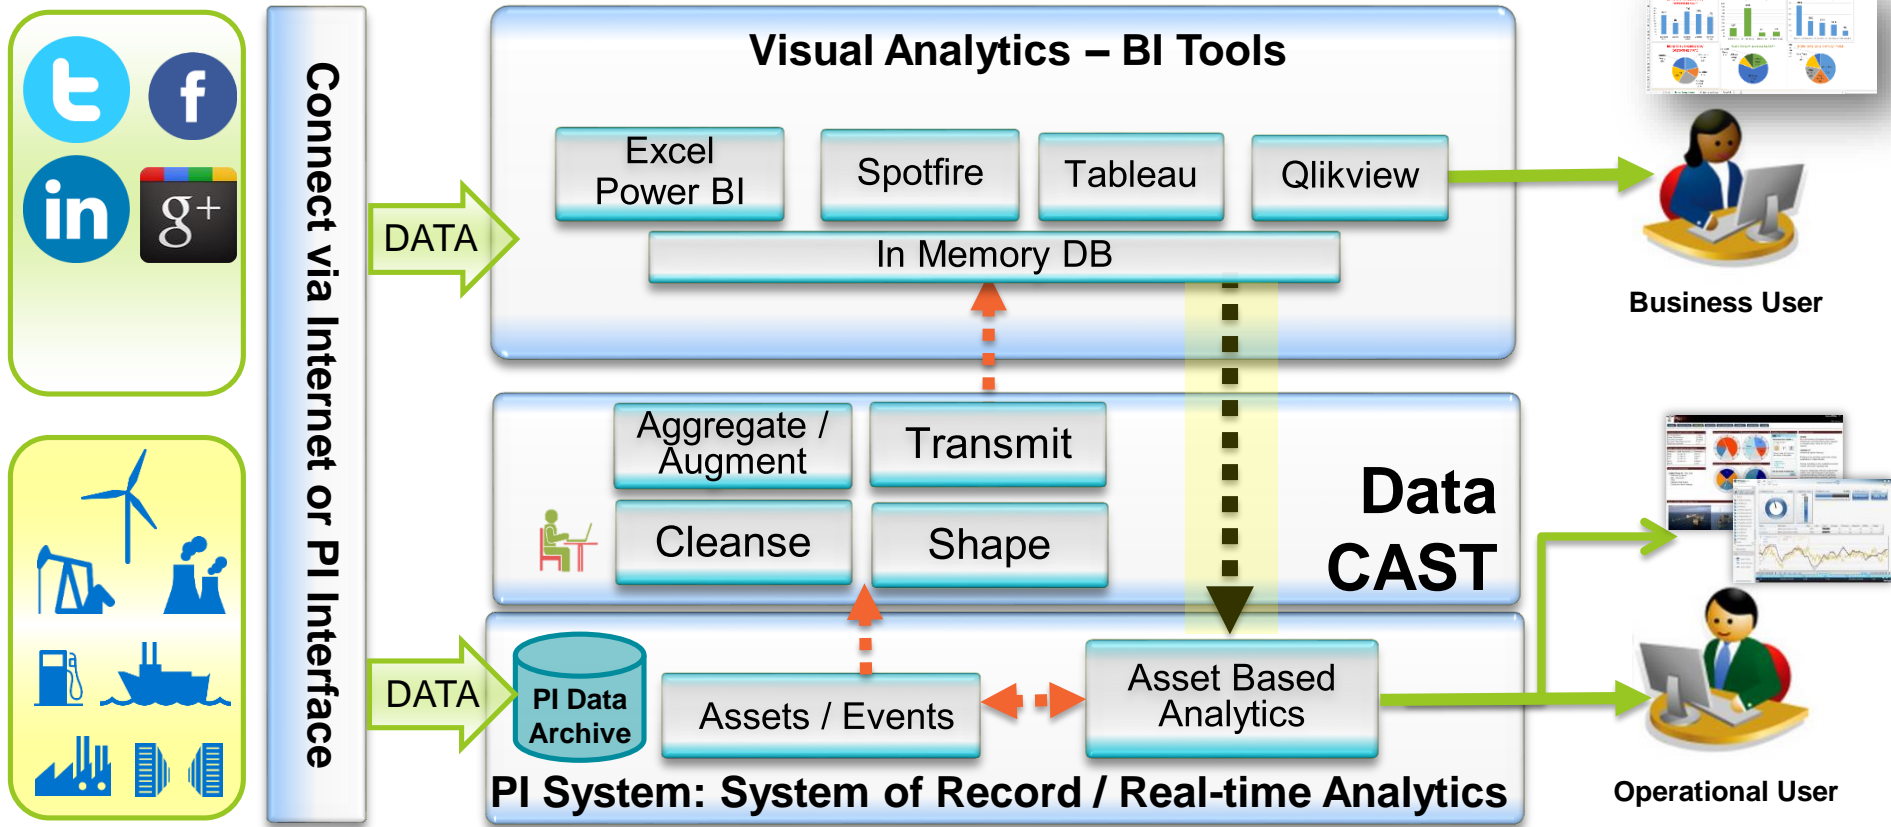 Visual Analytics – BI Tools
Connect via Internet or PI Interface
in
g+
DATA
Excel
Power BI
Spotfire
Tableau
Qlikview
In Memory DB
Business User
Aggregate /
Augment
Transmit
Cleanse
Shape
Data
CAST
DATA
PI Data
Archive
Assets / Events
Asset Based
Analytics
PI System: System of Record / Real-time Analytics
Operational User